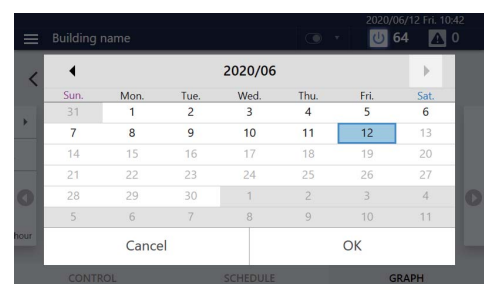 2020/06/12 Fri. 10:42
Building name 64 0
2020/06
Sun. Mon. Tue. Wed. Thu. Fri. Sat.
31 1 2 3 4 5 6
7 8 9 10 11 12 13
14 15 16 17 18 19 20
21 22 23 24 25 26 27
28 29 30 1 2 3 4
5 6 7 8 9 10 11
hour
Cancel OK
CONTROL SCHEDULE GRAPH